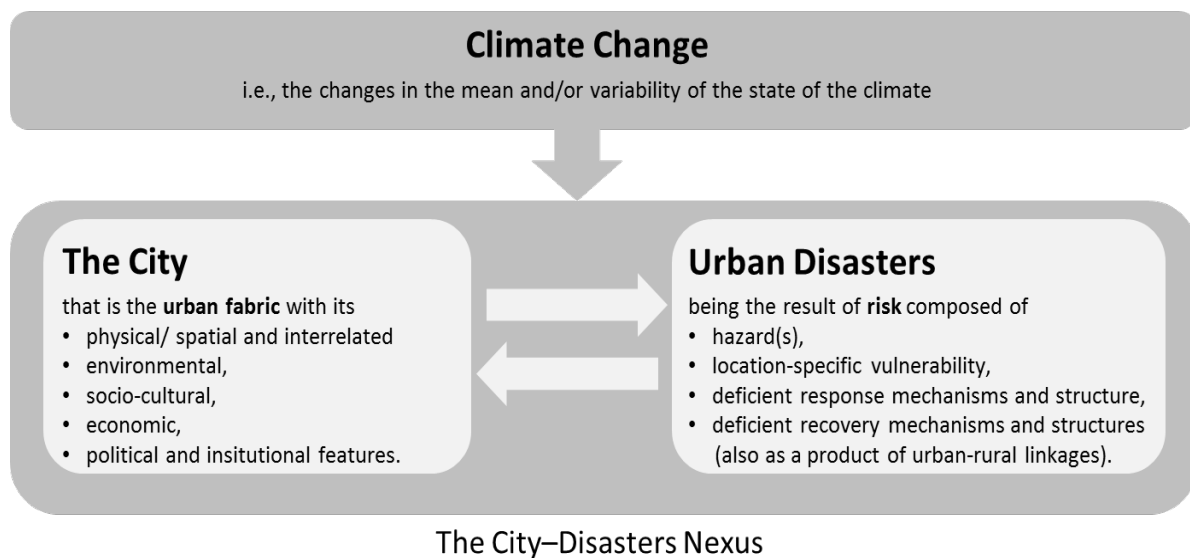 Climate Change
i.e., the changes in the mean and/or variability of the state of the climate
The City
that is the urban fabric with its
• physical/ spatial and interrelated
• environmental,
• socio-cultural,
• economic,
• political and insitutional features.
Urban Disasters
being the result of risk composed of
• hazard(s),
• location-specific vulnerability,
• deficient response mechanisms and structure,
• deficient recovery mechanisms and structures
(also as a product of urban-rural linkages).
The City–Disasters Nexus